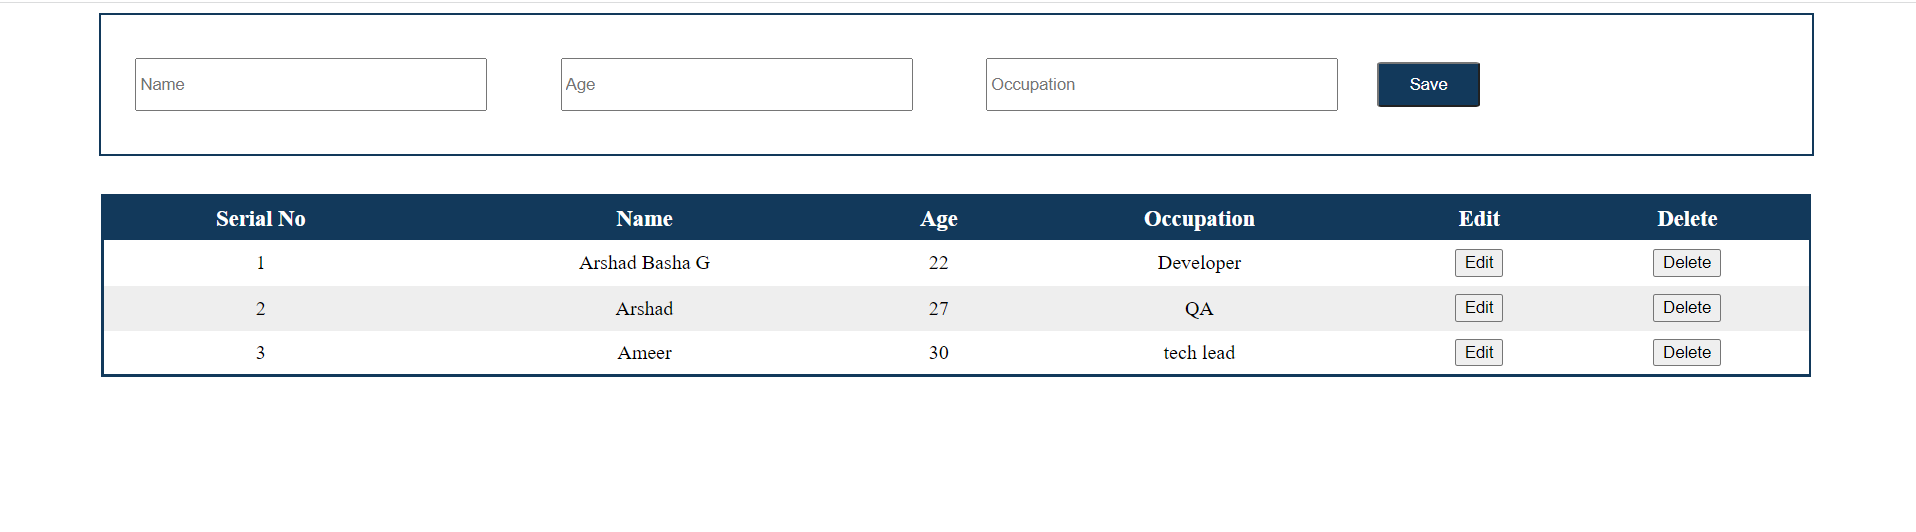 Name Age Occupation Save
Serial No Name Age Occupation Edit Delete
1 Arshad Basha G 22 Developer Edit Delete
2 Arshad 27 QA Edit Delete
3 Ameer 30 tech lead Edit Delete